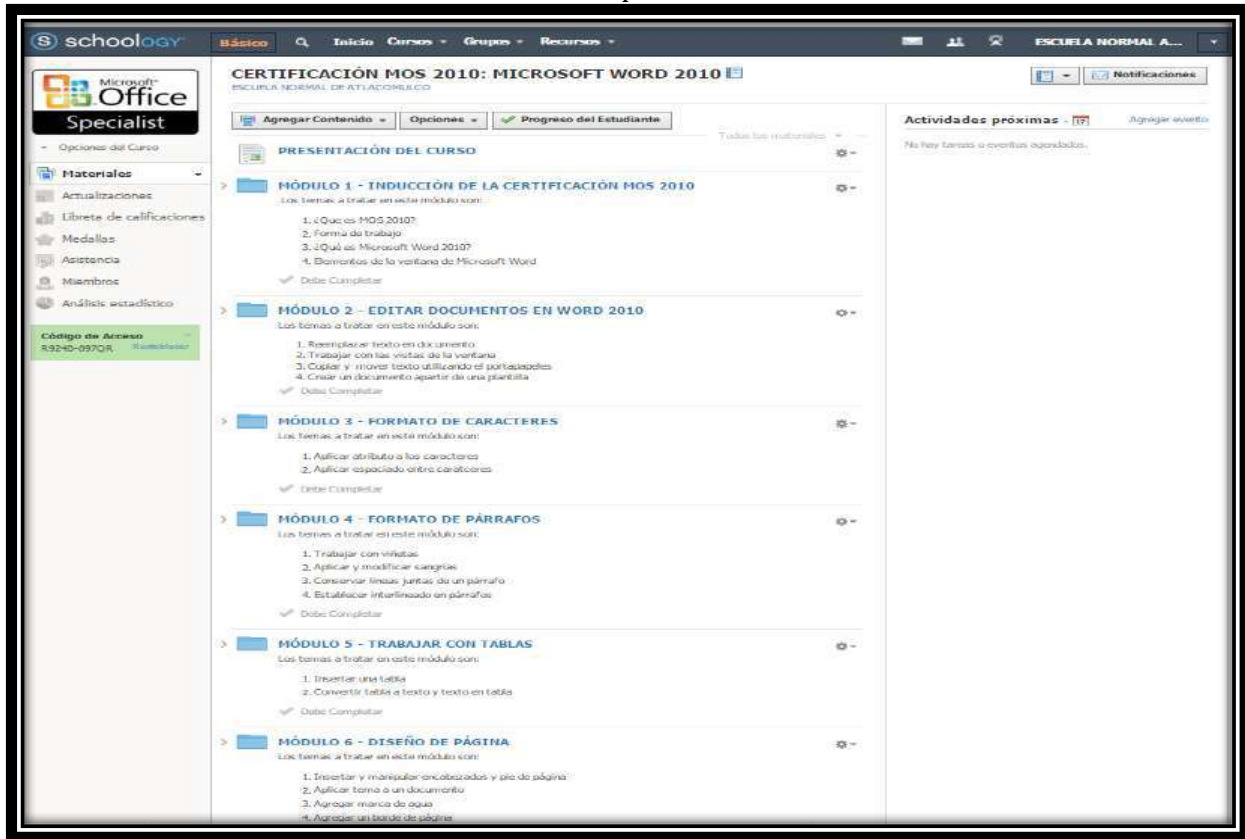 S schoology
Básico Inicio Cursos Grupos Recursos ESCUELA NORMAL A...
Microsoft
Office
Specialist
Opciones del Curso
Materiales
Actualizaciones
Libreta de calificaciones
Medallas
Asistencia
Miembros
Análisis estadístico
Código de Acceso
CERTIFICACIÓN MOS 2010: MICROSOFT WORD 2010
ESCUELA NORMAL DE ATLACOMULCO
Notificaciones
Agregar Contenido Opciones Progreso del Estudiante
Todos los materiales
PRESENTACIÓN DEL CURSO
MÓDULO 1 - INDUCCIÓN DE LA CERTIFICACIÓN MOS 2010
Los temas a tratar en este módulo son:
1. ¿Que es MOS 2010?
2. Forma de trabajo
3. ¿Qué es Microsoft Word 2010?
4. Elementos de la ventana de Microsoft Word
Debe Completar
MÓDULO 2 - EDITAR DOCUMENTOS EN WORD 2010
Los temas a tratar en este módulo son:
1. Reemplazar texto en documento
2. Trabajar con las vistas de la ventana
3. Copiar y mover texto utilizando el portapapeles
4. Crear un documento apartir de una plantilla
Debe Completar
MÓDULO 3 - FORMATO DE CARACTERES
Los temas a tratar en este módulo son:
1. Aplicar atributo a los caracteres
2. Aplicar espaciado entre
Debe Completar
MÓDULO 4 - FORMATO DE PÁRRAFOS
Los temas a tratar en este módulo son:
1. Trabajar con viñetas
2. Aplicar y modificar sangrías
3. Conservar líneas juntas de un párrafo
4. Establecer interlineado en párrafos
Debe Completar
MÓDULO 5 - TRABAJAR CON TABLAS
Los temas a tratar en este módulo son:
1. Insertar una tabla
2. Convertir tabla a texto y texto en tabla
Debe Completar
MÓDULO 6 - DISEÑO DE PÁGINA
Los temas a tratar en este módulo son:
1. Insertar y manipular encabezados y pie de página
2. Aplicar tema a un documento
3. Agregar marca de agua
4. Agregar un borde de página
Actividades próximas - Agregar evento
No hay tareas o eventos agendados.